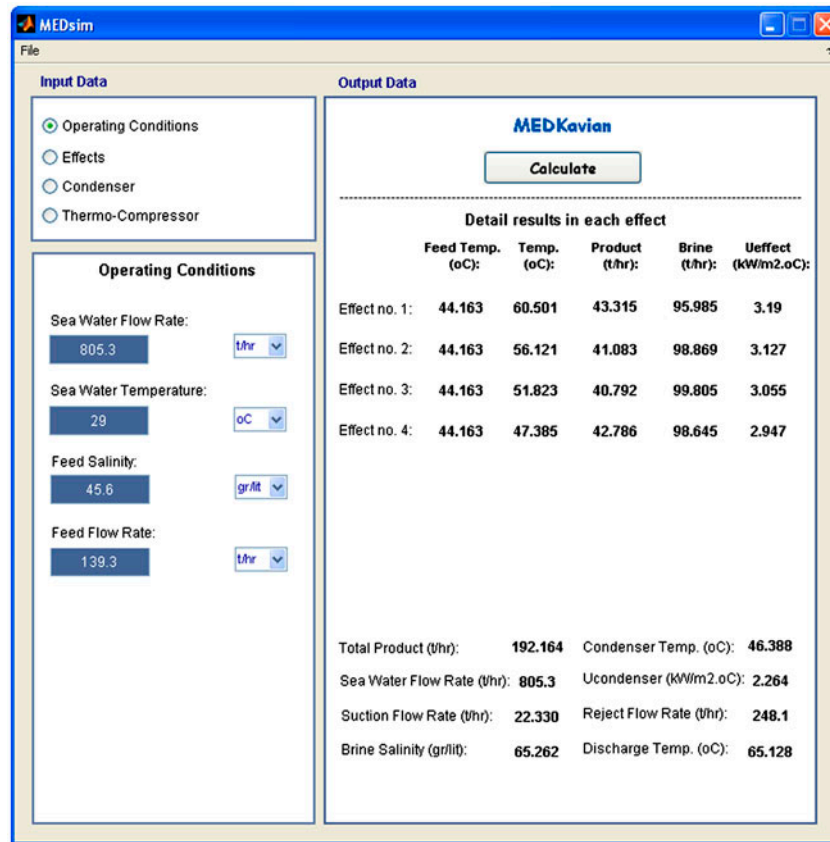 MEDsim
File
Input Data
Operating Conditions
Effects
Condenser
Thermo-Compressor
Operating Conditions
Sea Water Flow Rate:
805.3 t/hr
Sea Water Temperature:
29 oC
Feed Salinity:
45.6 gr/lit
Feed Flow Rate:
139.3 t/hr
Output Data
MEDKavian
Calculate
Detail results in each effect
Feed Temp. (oC): Temp. (oC): Product (t/hr): Brine (t/hr): Ueffect (kW/m2.oC):
Effect no. 1: 44.163 60.501 43.315 95.985 3.19
Effect no. 2: 44.163 56.121 41.083 98.869 3.127
Effect no. 3: 44.163 51.823 40.792 99.805 3.055
Effect no. 4: 44.163 47.385 42.786 98.645 2.947
Total Product (t/hr): 192.164 Condenser Temp. (oC): 46.388
Sea Water Flow Rate (t/hr): 805.3 Ucondenser (kW/m2.oC): 2.264
Suction Flow Rate (t/hr): 22.330 Reject Flow Rate (t/hr): 248.1
Brine Salinity (gr/lit): 65.262 Discharge Temp. (oC): 65.128